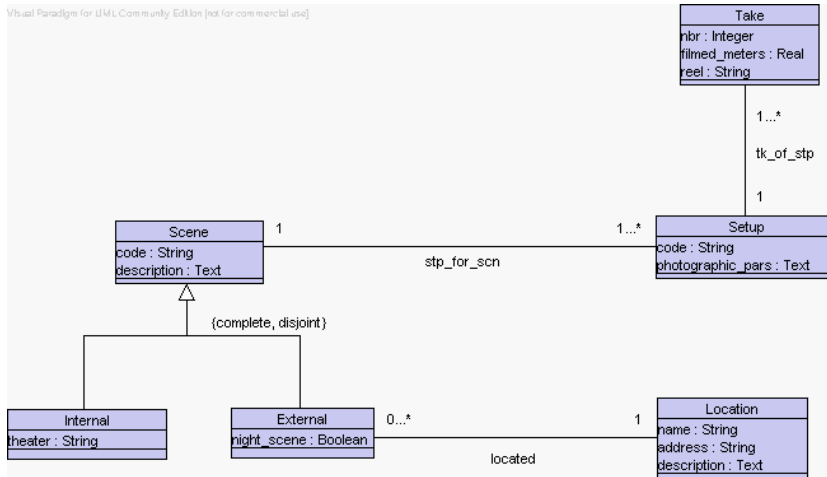 Visual Paradigm for UML Community Edition [not for commercial use]
Take
nbr : Integer
filmed_meters : Real
reel : String
1...*
tk_of_stp
1
Scene
code : String
description : Text
1
1...*
stp_for_scn
Setup
code : String
photographic_pars : Text
{complete, disjoint}
Internal
theater : String
External
night_scene : Boolean
0...*
1
located
Location
name : String
address : String
description : Text